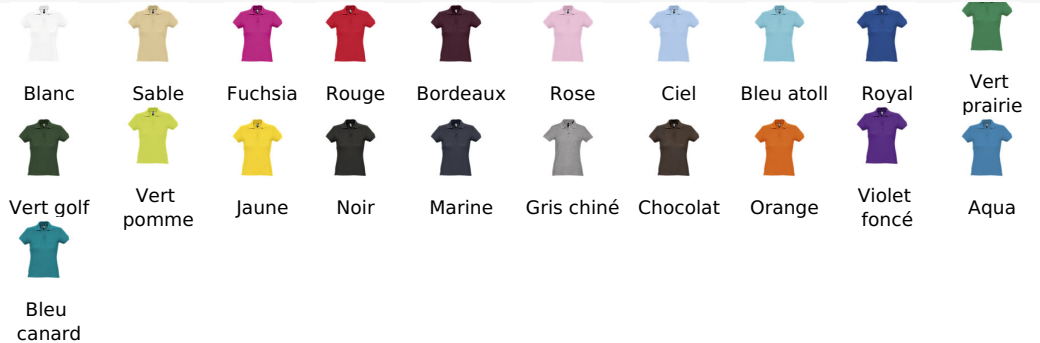 Blanc
Sable
Fuchsia
Rouge
Bordeaux
Rose
Ciel
Bleu atoll
Royal
Vert
prairie
Vert golf
Vert
pomme
Jaune
Noir
Marine
Gris chiné
Chocolat
Orange
Violet
foncé
Aqua
Bleu
canard